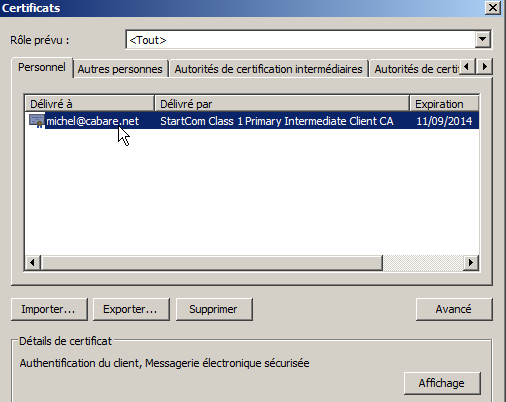 Certificats
Rôle prévu :
<Tout>
Personnel Autres personnes Autorités de certification intermédiaires Autorités de certi
Délivré à Délivré par Expiration
michel@cabare.net StartCom Class 1 Primary Intermediate Client CA 11/09/2014
Importer... Exporter... Supprimer Avancé
Détails de certificat
Authentification du client, Messagerie électronique sécurisée
Affichage